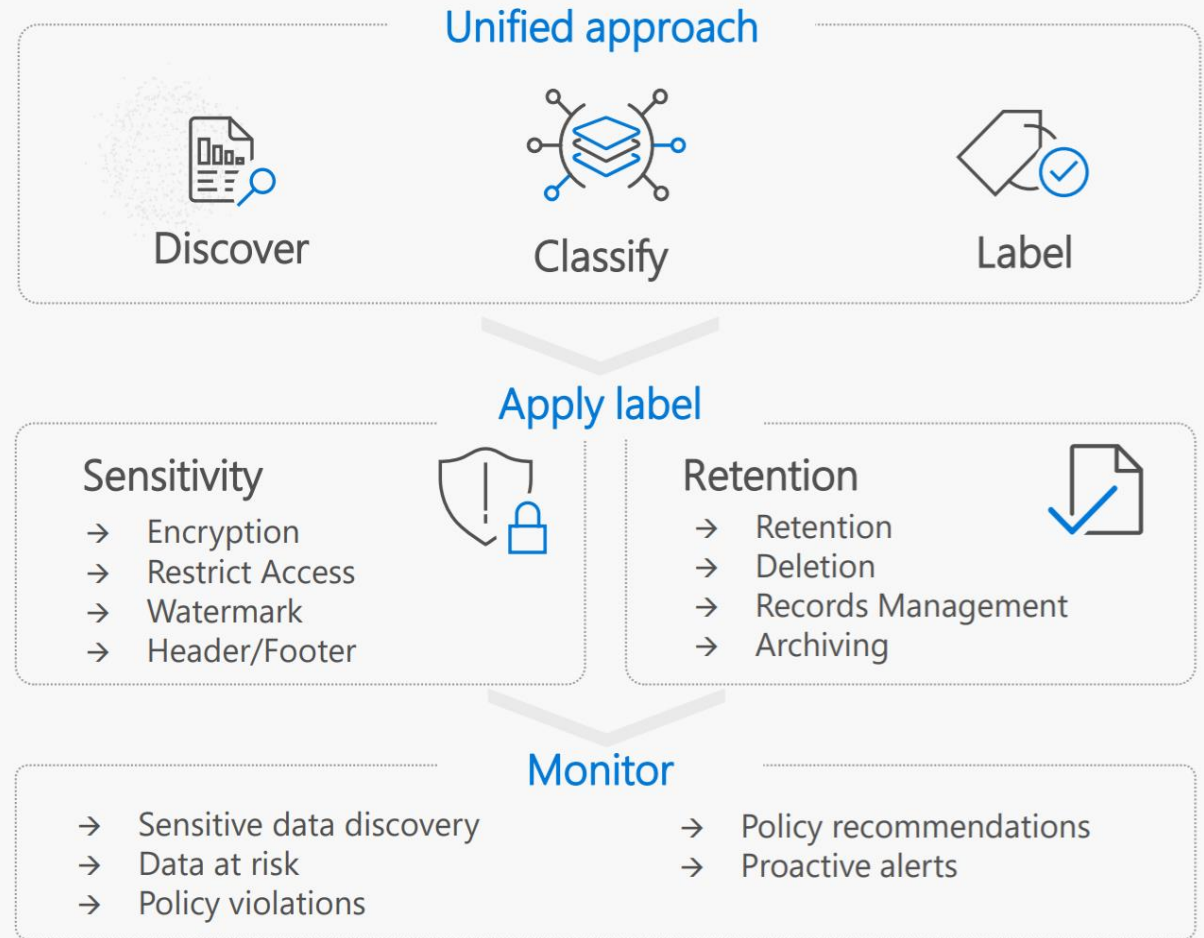 Unified approach
Discover
Classify
Label
Apply label
Sensitivity
→ Encryption
→ Restrict Access
→ Watermark
→ Header/Footer
Retention
→ Retention
→ Deletion
→ Records Management
→ Archiving
Monitor
→ Sensitive data discovery
→ Data at risk
→ Policy violations
→ Policy recommendations
→ Proactive alerts